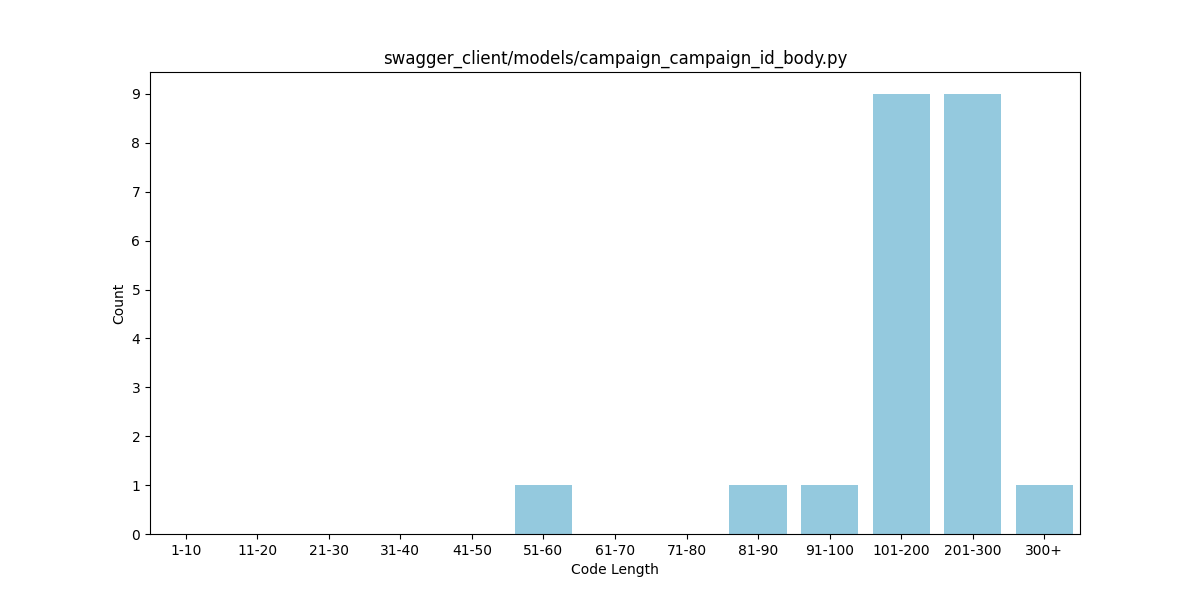 swagger_client/models/campaign_campaign_id_body.py
9
8
7
6
5
4
3
2
1
0
Count
1-10 11-20 21-30 31-40 41-50 51-60 61-70 71-80 81-90 91-100 101-200 201-300 300+
Code Length